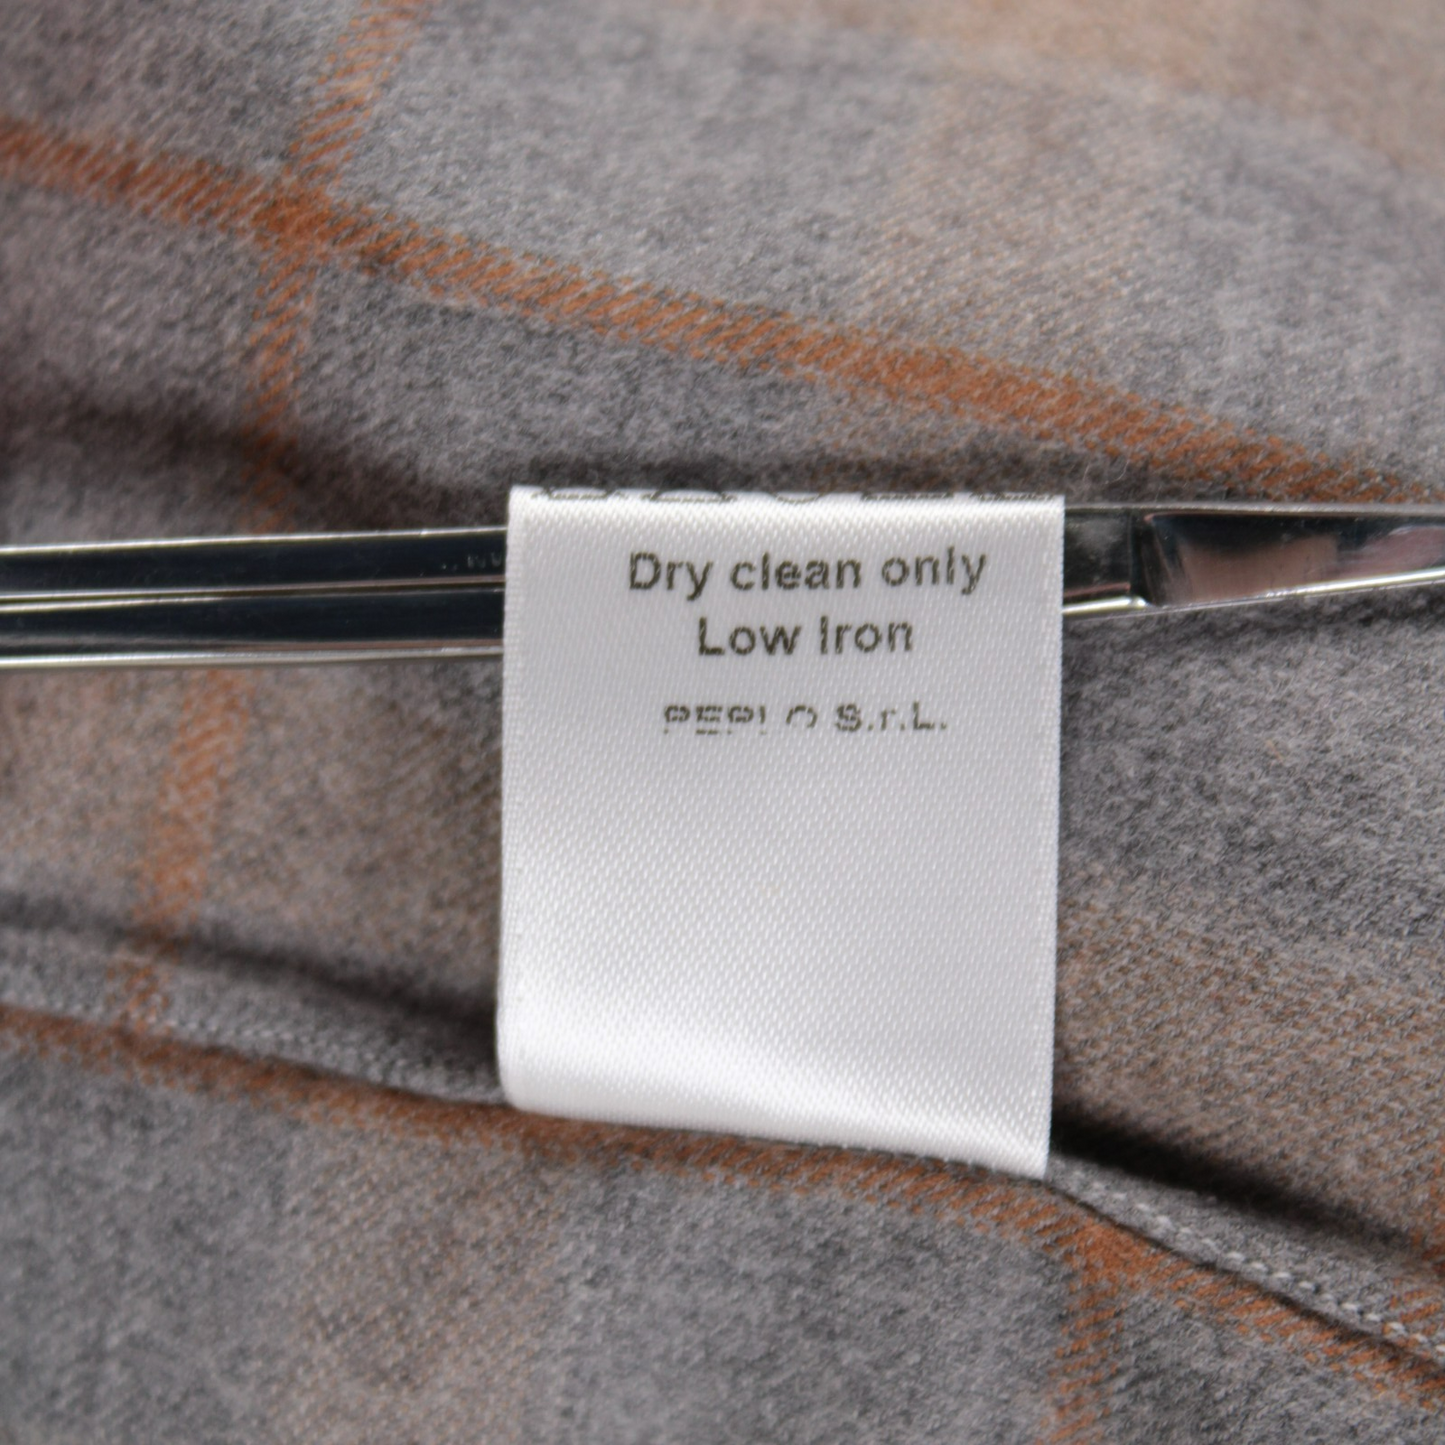 Dry clean only
Low Iron
PEPLO S.r.L.